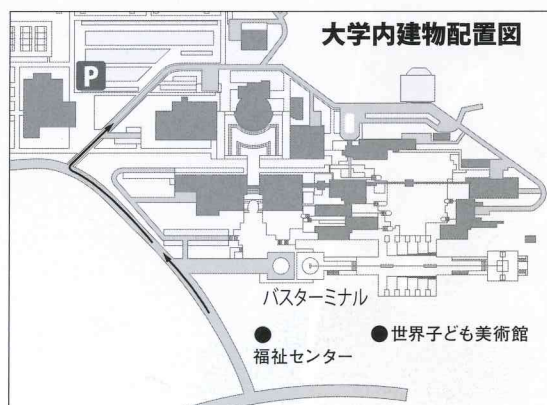 大学内建物配置図
P
バスターミナル
福祉センター
世界子ども美術館